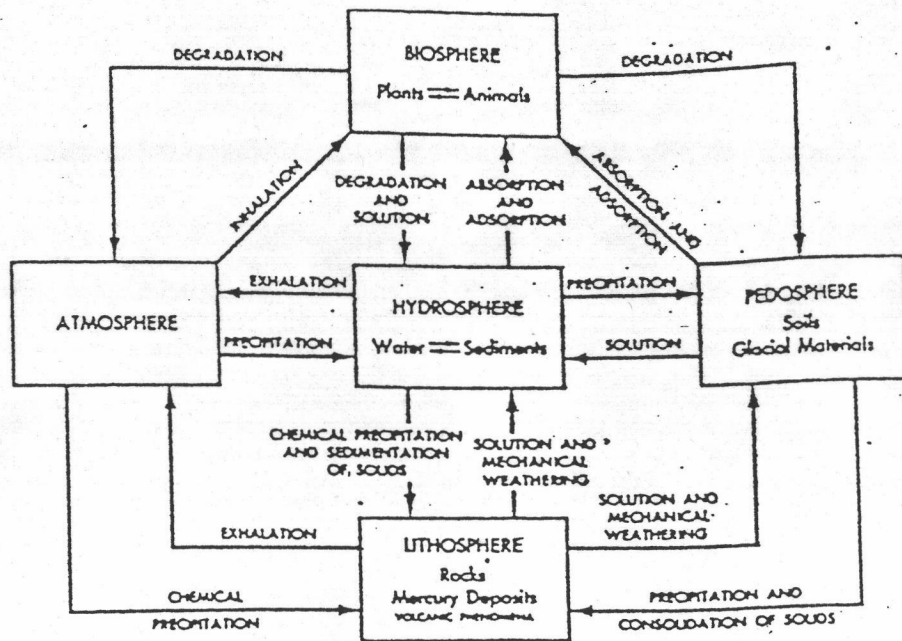 BIOSPHERE
Plants ⇌ Animals
DEGRADATION
DEGRADATION
INHALATION
DEGRADATION
AND
SOLUTION
ABSORPTION
AND
ADSORPTION
ABSORPTION AND
ADSORPTION
ATMOSPHERE
EXHALATION
PRECIPITATION
HYDROSPHERE
Water ⇌ Sediments
PRECIPITATION
SOLUTION
PEDOSPHERE
Soils
Glacial Materials
CHEMICAL PRECIPITATION
AND SEDIMENTATION
OF SOLIDS
SOLUTION AND
MECHANICAL
WEATHERING
SOLUTION AND
MECHANICAL
WEATHERING
EXHALATION
LITHOSPHERE
Rocks
Mercury Deposits
VOLCANIC PHENOMENA
CHEMICAL
PRECIPITATION
PRECIPITATION AND
CONSOLIDATION OF SOLIDS